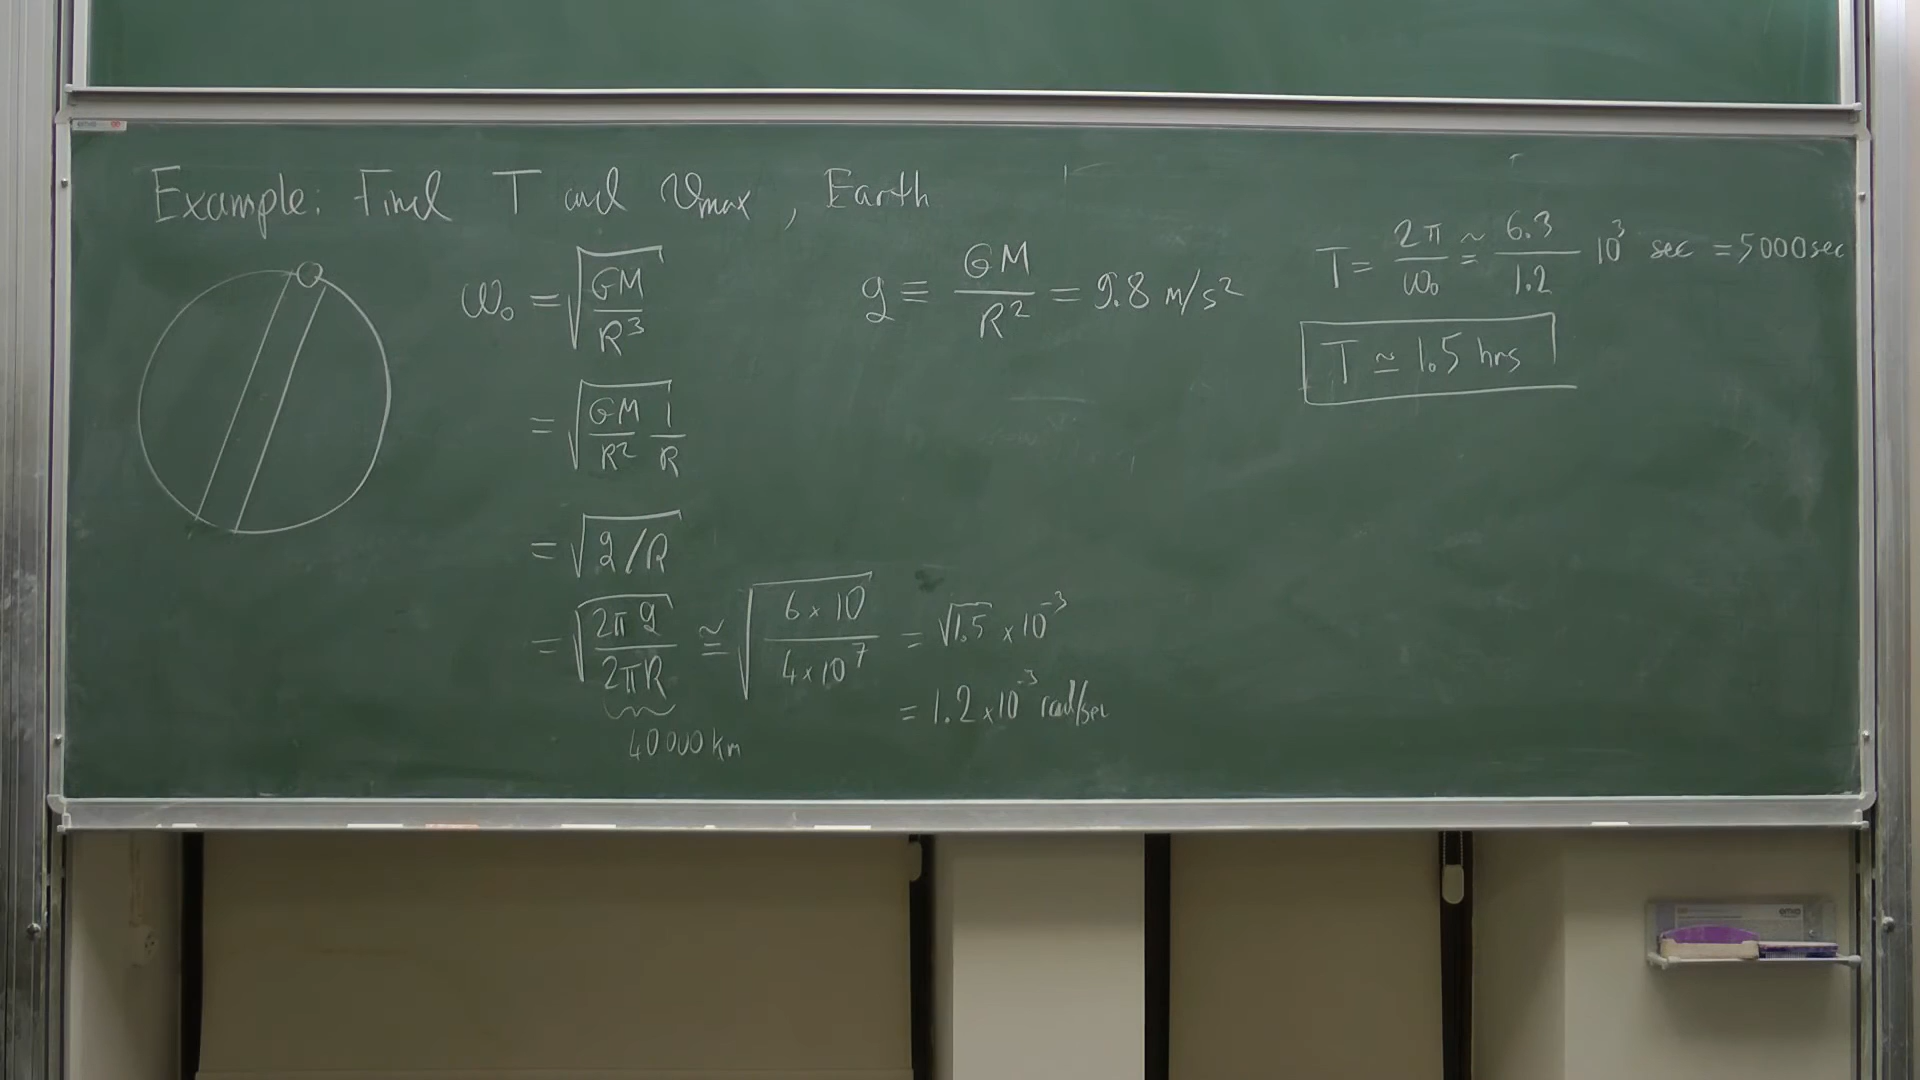 Example: Find T and υmax , Earth
ω₀ = √(GM/R³)
= √(GM/R² 1/R)
= √(g/R)
= √(2πg/2πR) ≅ √(6×10/4×10⁷) = √1.5 × 10⁻³
40000 km
= 1.2×10⁻³ rad/sec
g ≡ GM/R² = 9.8 m/s²
T = 2π/ω₀ ≃ 6.3/1.2 10³ sec = 5000 sec
T ≃ 1.5 hrs
emo